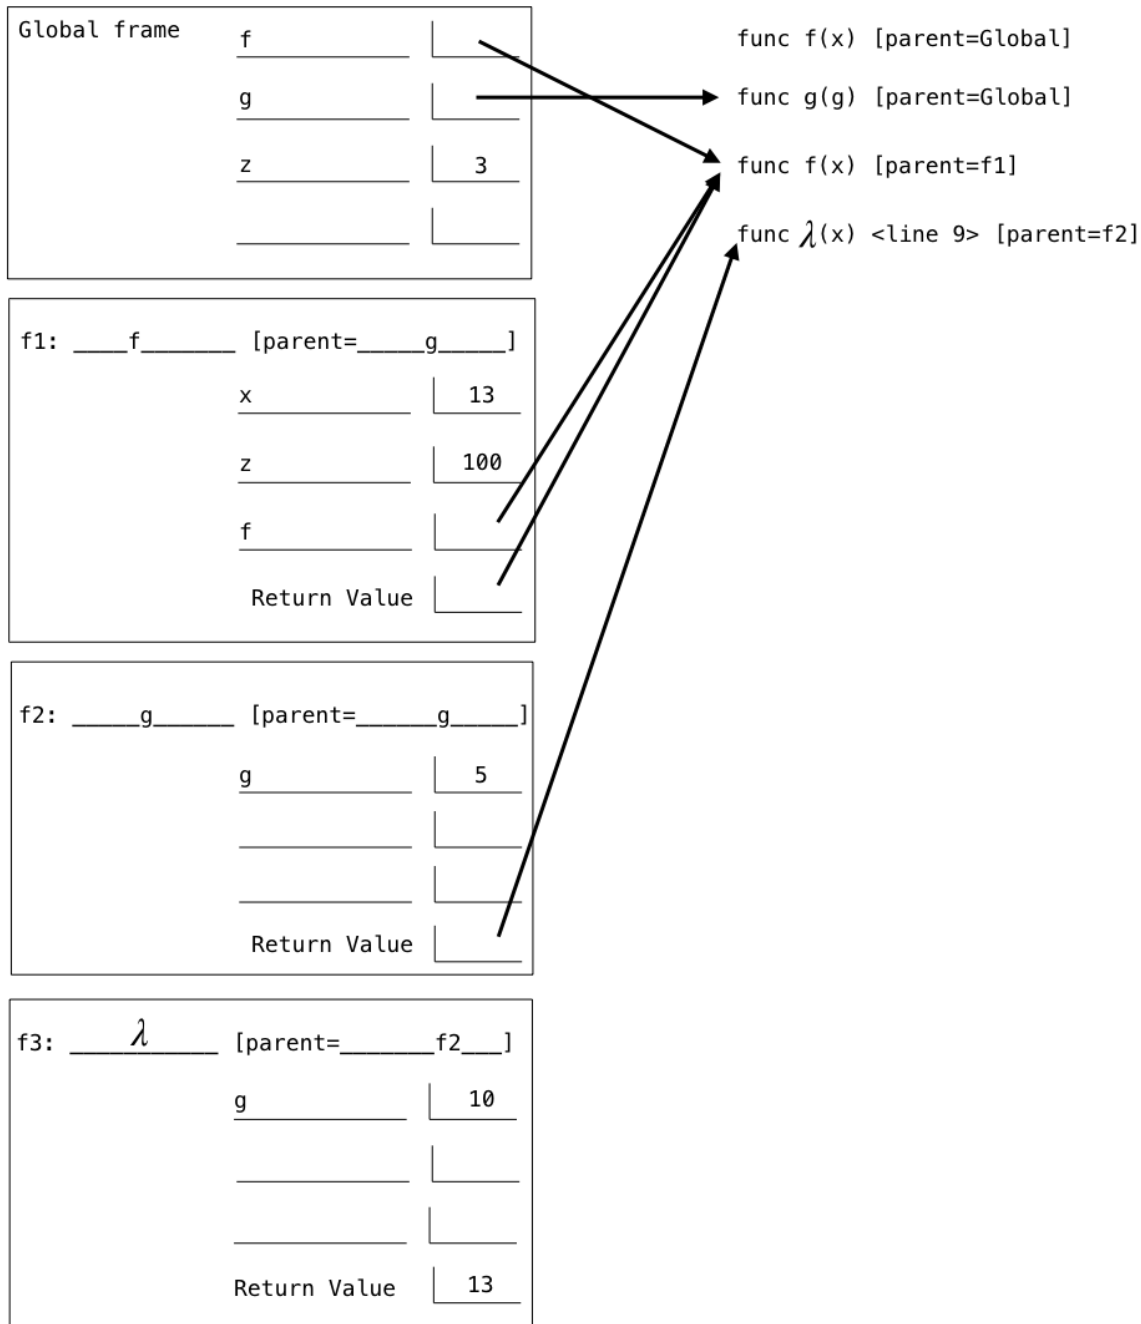 Global frame
f
g
z 3
func f(x) [parent=Global]
func g(g) [parent=Global]
func f(x) [parent=f1]
func λ(x) <line 9> [parent=f2]
f1: ____f_______ [parent=_____g_____]
x 13
z 100
f
Return Value
f2: _____g______ [parent=______g_____]
g 5
Return Value
f3: ____λ______ [parent=_______f2___]
g 10
Return Value 13